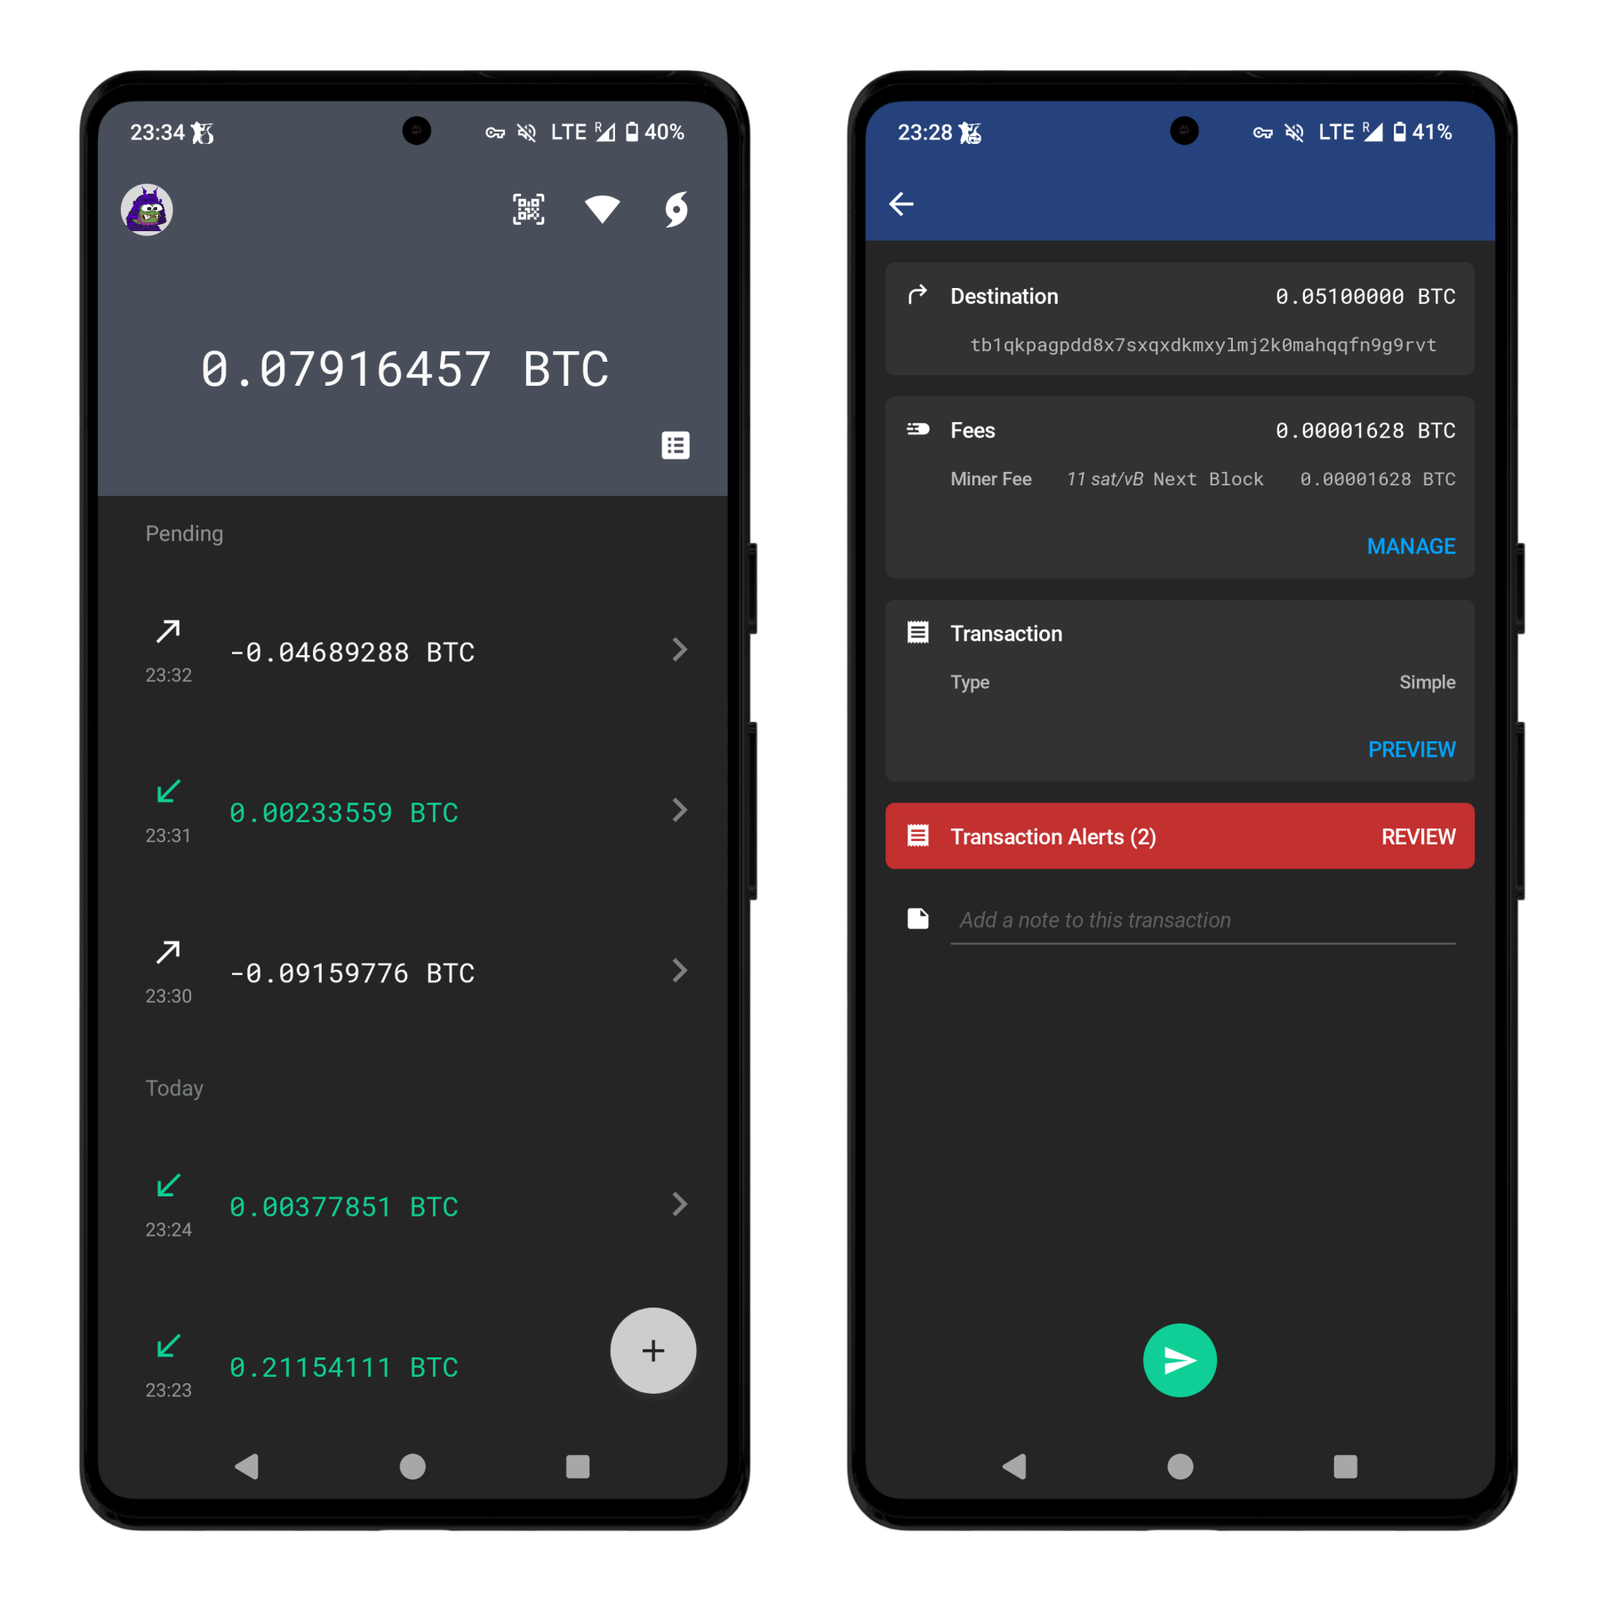 23:34 LTE R 40%
0.07916457 BTC
Pending
-0.04689288 BTC
23:32
0.00233559 BTC
23:31
-0.09159776 BTC
23:30
Today
0.00377851 BTC
23:24
0.21154111 BTC
23:23
23:28 LTE R 41%
Destination 0.05100000 BTC
tb1qkpagpdd8x7sxqxdkmxylmj2k0mahqqfn9g9rvt
Fees 0.00001628 BTC
Miner Fee 11 sat/vB Next Block 0.00001628 BTC
MANAGE
Transaction
Type Simple
PREVIEW
Transaction Alerts (2) REVIEW
Add a note to this transaction